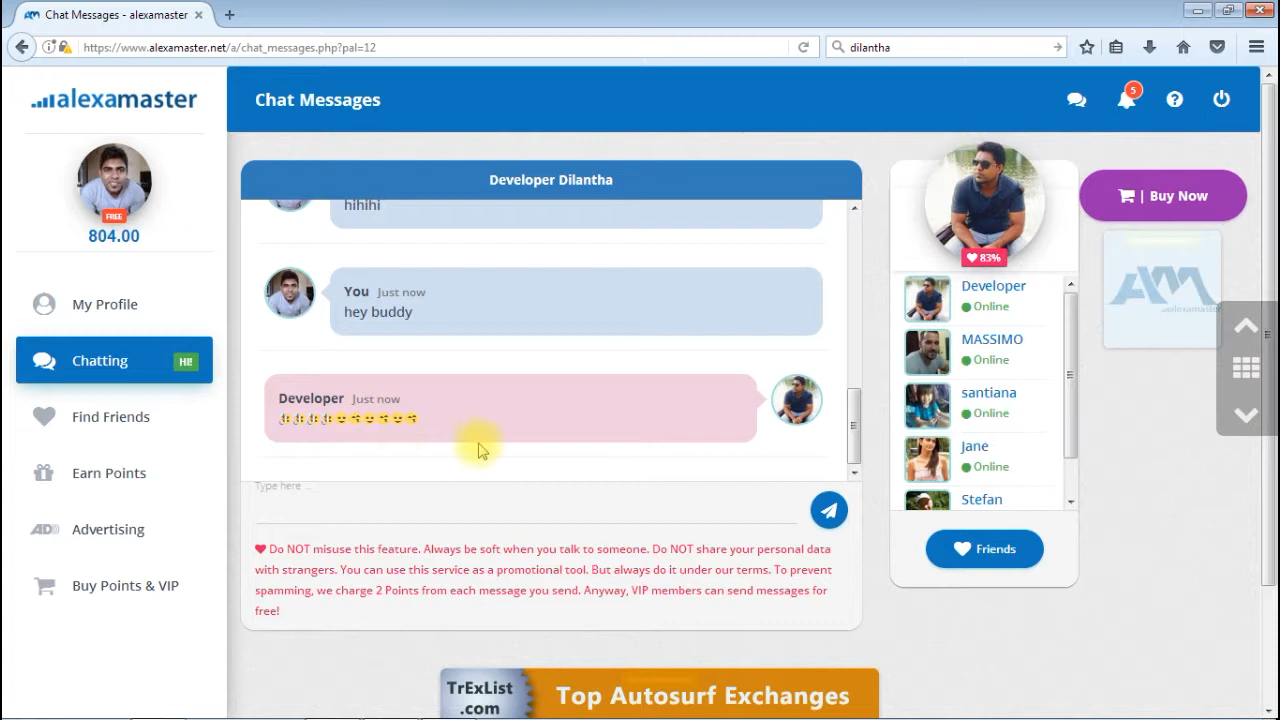 Chat Messages - alexamaster
https://www.alexamaster.net/a/chat_messages.php?pal=12
dilantha
alexamaster
Chat Messages
5
FREE
804.00
My Profile
Chatting
HI!
Find Friends
Earn Points
Advertising
Buy Points & VIP
Developer Dilantha
hihihi
You Just now
hey buddy
Developer Just now
Type here ...
Do NOT misuse this feature. Always be soft when you talk to someone. Do NOT share your personal data
with strangers. You can use this service as a promotional tool. But always do it under our terms. To prevent
spamming, we charge 2 Points from each message you send. Anyway, VIP members can send messages for
free!
83%
Developer
Online
MASSIMO
Online
santiana
Online
Jane
Online
Stefan
Friends
| Buy Now
AM
alexamaster
TrExList
.com
Top Autosurf Exchanges